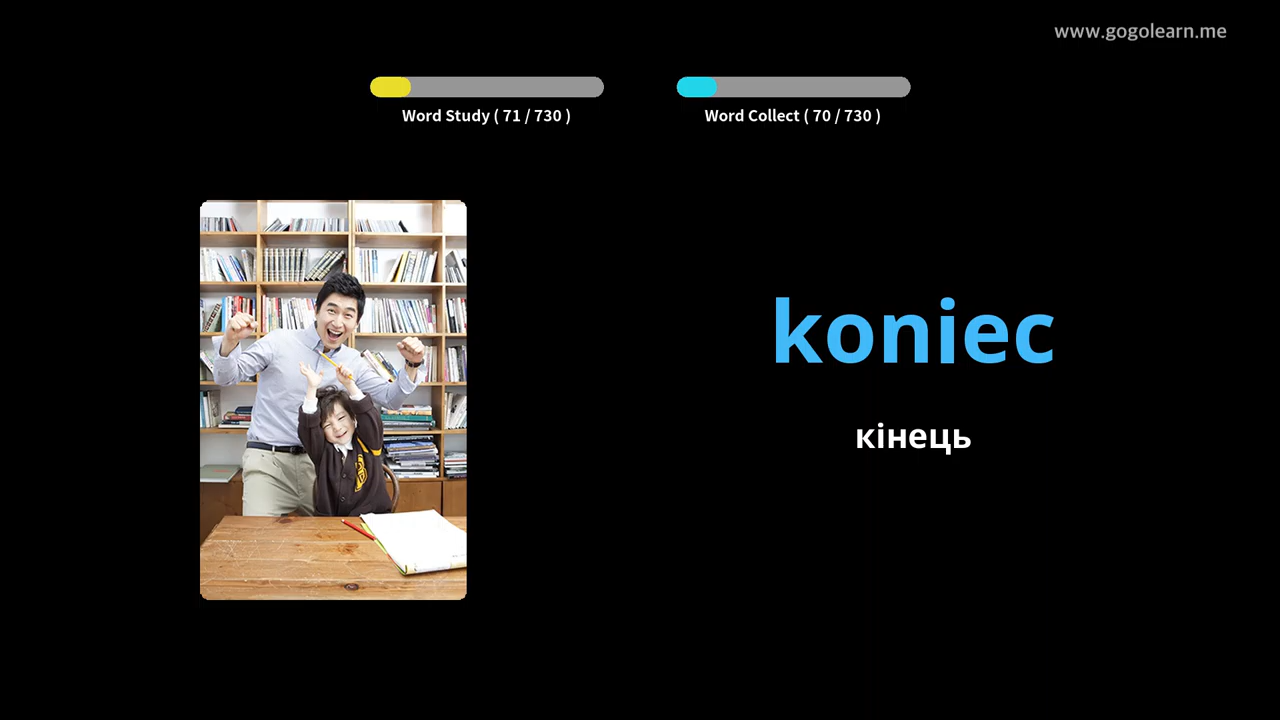 www.gogolearn.me
Word Study ( 71 / 730 )
Word Collect ( 70 / 730 )
koniec
кінець